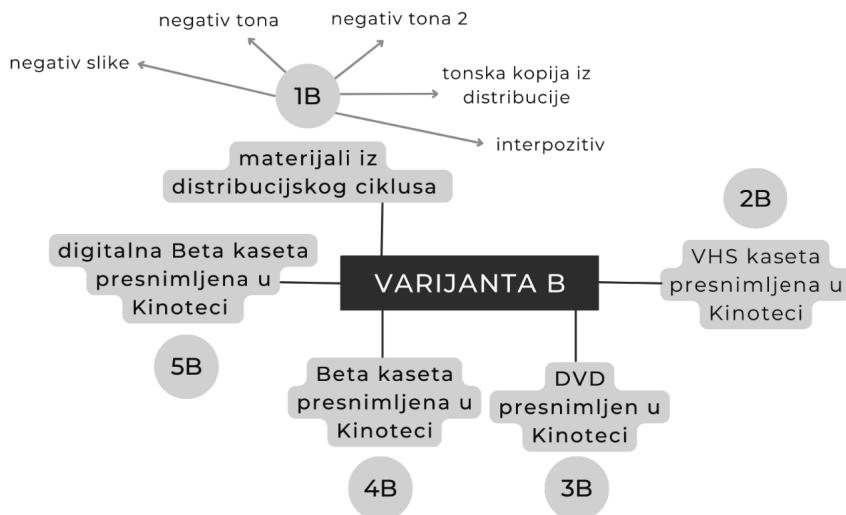 negativ tona
negativ tona 2
negativ slike
1B
tonska kopija iz
distribucije
interpozitiv
materijali iz
distribucijskog ciklusa
2B
digitalna Beta kaseta
presnimljena u
Kinoteci
VARIJANTA B
VHS kaseta
presnimljena u
Kinoteci
5B
Beta kaseta
presnimljena u
Kinoteci
DVD
presnimljen u
Kinoteci
4B
3B